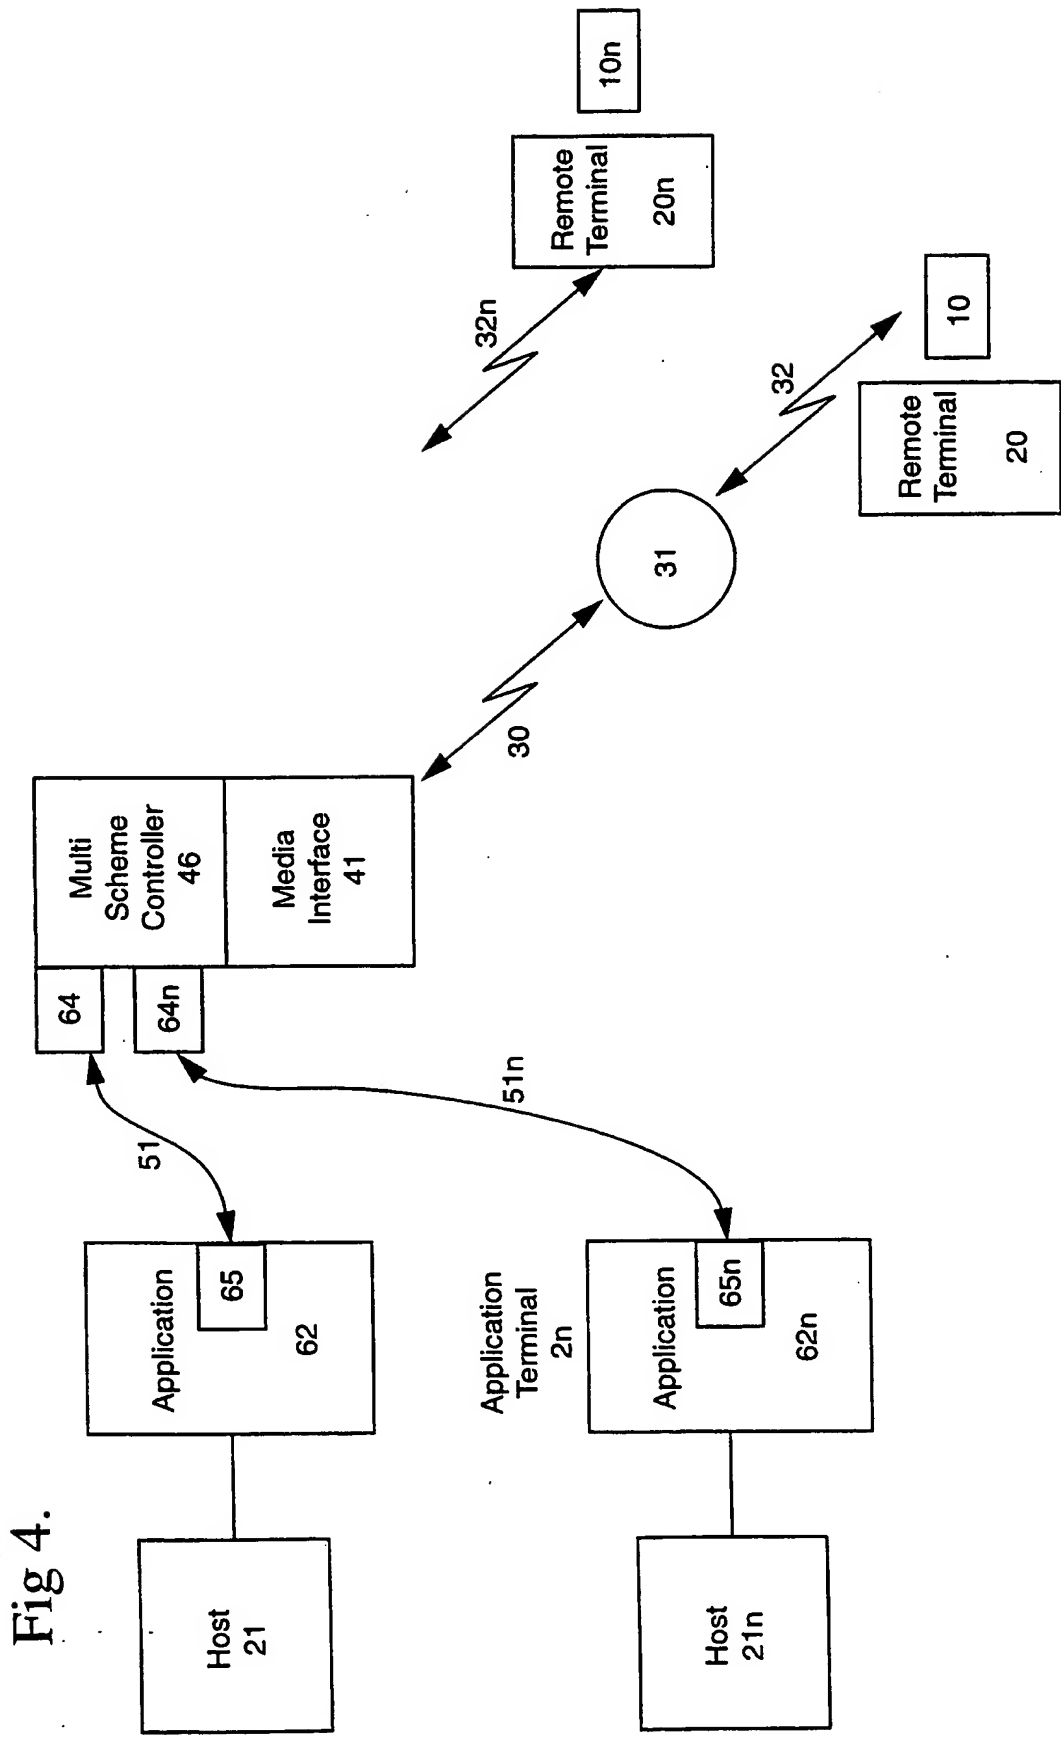 Fig 4.
Host
21
Application
65
62
51
64
64n
Multi
Scheme
Controller
46
Media
Interface
41
Host
21n
Application
Terminal
2n
Application
65n
62n
51n
30
31
32n
Remote
Terminal
20n
10n
32
Remote
Terminal
20
10